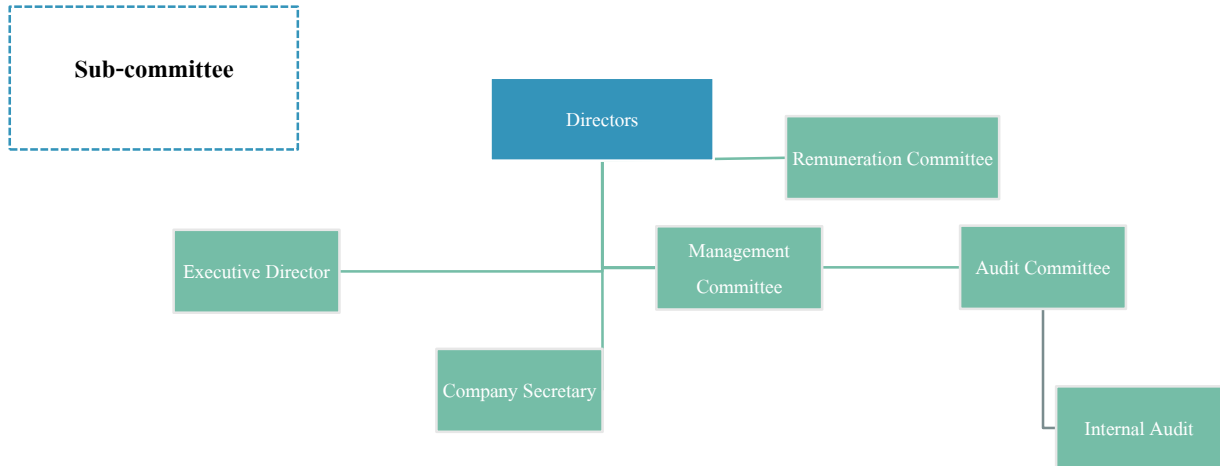 Sub-committee
Directors
Remuneration Committee
Executive Director
Management
Committee
Audit Committee
Company Secretary
Internal Audit